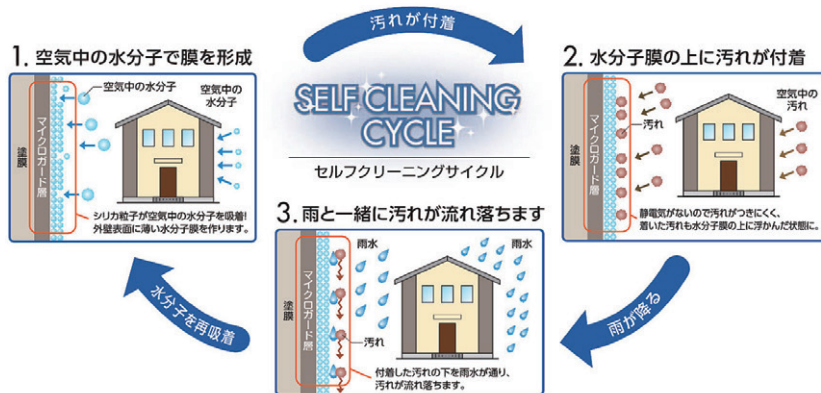 汚れが付着
1. 空気中の水分子で膜を形成
空気中の水分子
空気中の
水分子
塗膜
マイクロガード層
シリカ粒子が空気中の水分子を吸着!
外壁表面に薄い水分子膜を作ります。
SELF CLEANING
CYCLE
セルフクリーニングサイクル
2. 水分子膜の上に汚れが付着
空気中の
汚れ
汚れ
塗膜
マイクロガード層
静電気がないので汚れがつきにくく、
着いた汚れも水分子膜の上に浮かんだ状態に。
雨が降る
3. 雨と一緒に汚れが流れ落ちます
雨水
雨水
塗膜
マイクロガード層
汚れ
付着した汚れの下を雨水が通り、
汚れが流れ落ちます。
水分子を再吸着